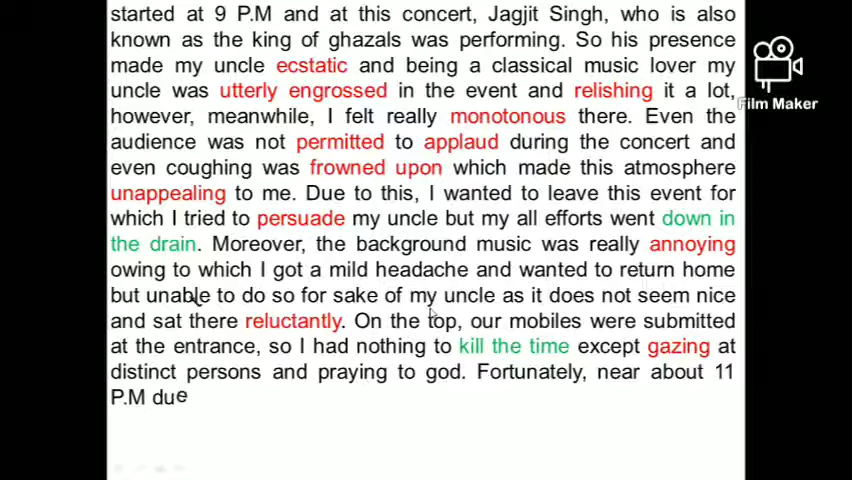 started at 9 P.M and at this concert, Jagjit Singh, who is also
known as the king of ghazals was performing. So his presence
made my uncle ecstatic and being a classical music lover my
uncle was utterly engrossed in the event and relishing it a lot,
however, meanwhile, I felt really monotonous there. Even the
audience was not permitted to applaud during the concert and
even coughing was frowned upon which made this atmosphere
unappealing to me. Due to this, I wanted to leave this event for
which I tried to persuade my uncle but my all efforts went down in
the drain. Moreover, the background music was really annoying
owing to which I got a mild headache and wanted to return home
but unable to do so for sake of my uncle as it does not seem nice
and sat there reluctantly. On the top, our mobiles were submitted
at the entrance, so I had nothing to kill the time except gazing at
distinct persons and praying to god. Fortunately, near about 11
P.M due
Film Maker